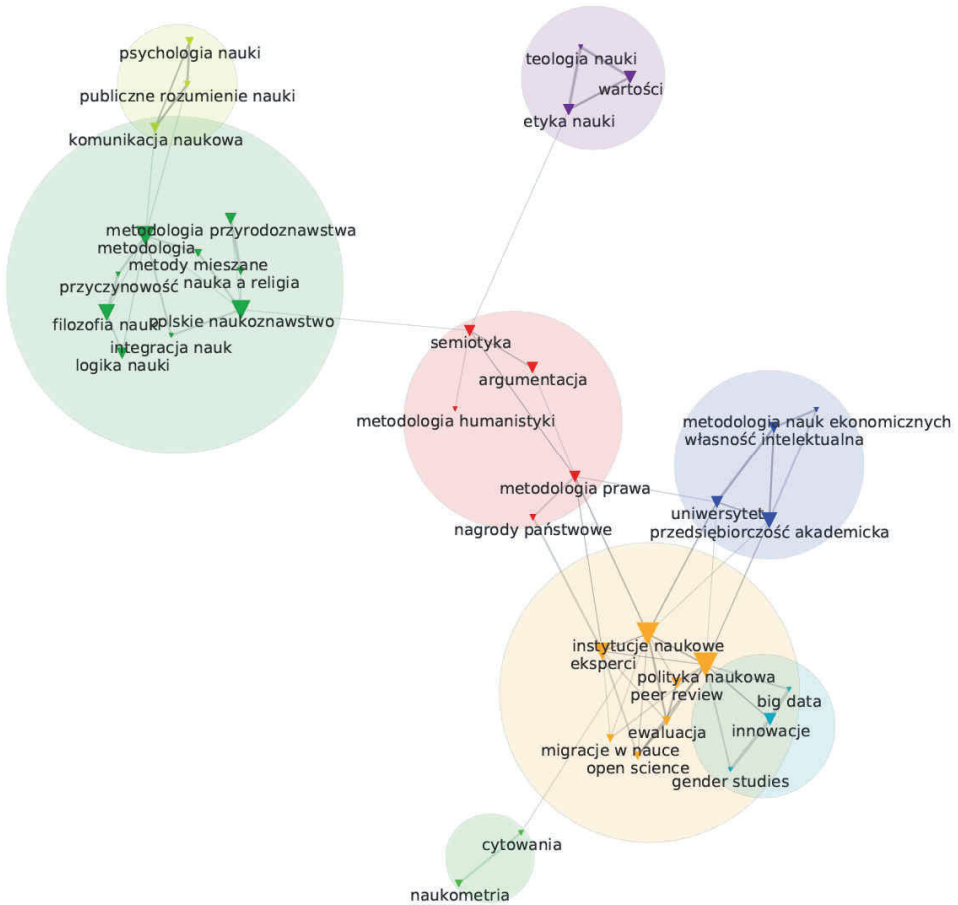 psychologia nauki
publiczne rozumienie nauki
komunikacja naukowa
teologia nauki
wartości
etyka nauki
metodologia przyrodoznawstwa
metodologia
metody mieszane
nauka a religia
przyczynowość
filozofia nauki
polskie naukoznawstwo
integracja nauk
logika nauki
semiotyka
argumentacja
metodologia humanistyki
metodologia prawa
nagrody państwowe
metodologia nauk ekonomicznych
własność intelektualna
uniwersytet
przedsiębiorczość akademicka
instytucje naukowe
eksperci
polityka naukowa
peer review
big data
ewaluacja
innowacje
migracje w nauce
open science
gender studies
cytowania
naukometria